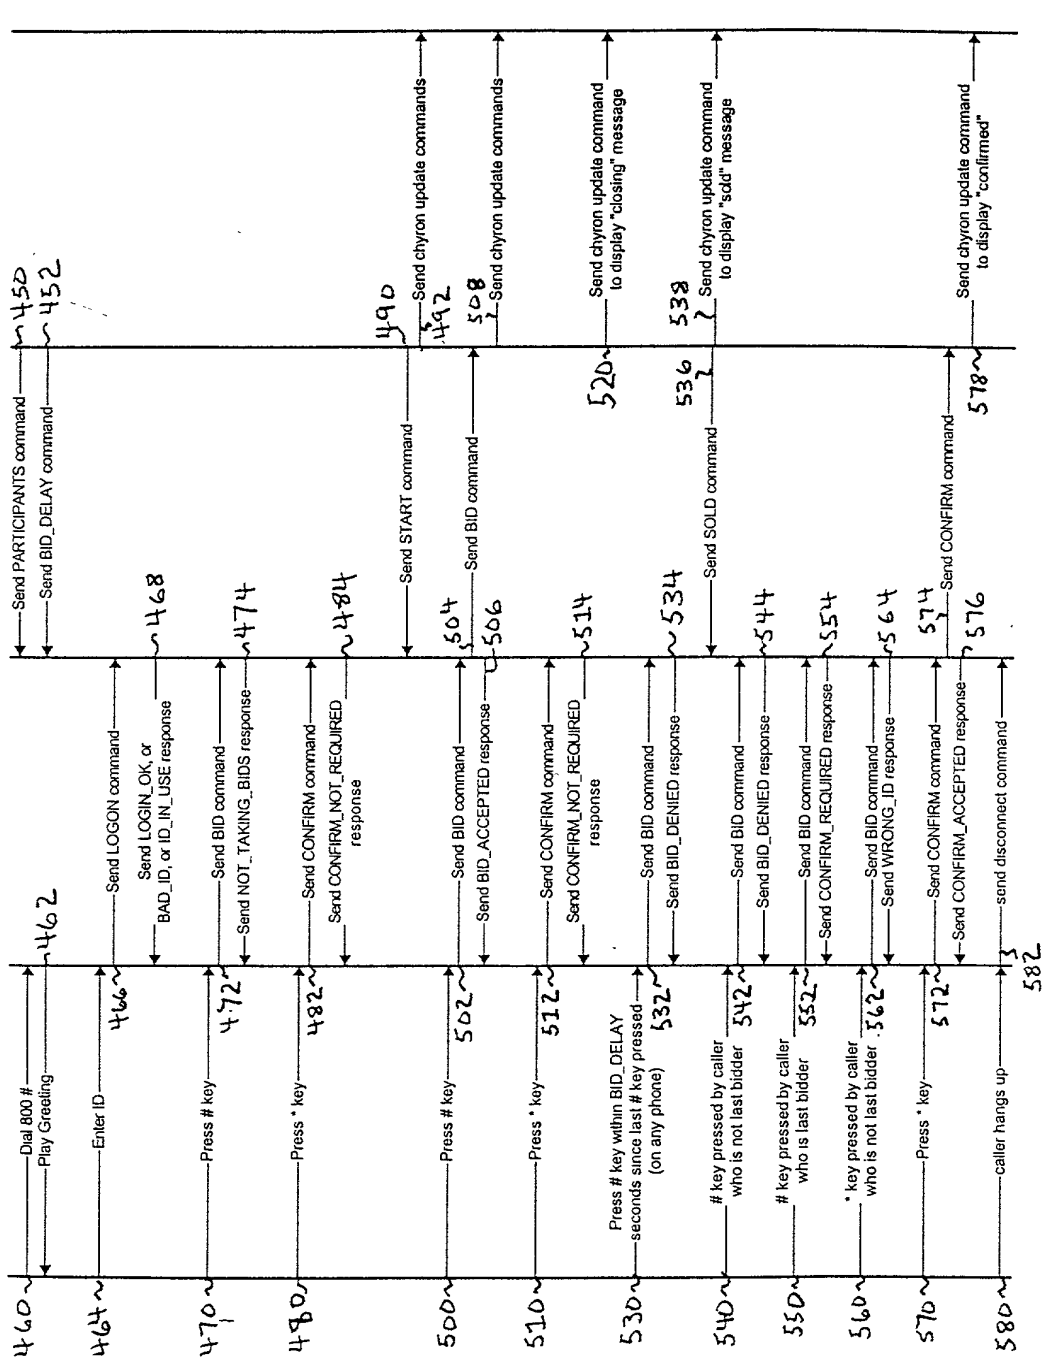 460
Dial 800 #
Send PARTICIPANTS command
450
Play Greeting
462
Send BID_DELAY command
452
464
Enter ID
466
Send LOGON command
Send LOGIN_OK, or
BAD_ID, or ID_IN_USE response
468
470
Press # key
472
Send BID command
Send NOT_TAKING_BIDS response
474
480
Press * key
482
Send CONFIRM command
Send CONFIRM_NOT_REQUIRED
response
484
Send START command
490
492
Send chyron update commands
500
Press # key
502
Send BID command
504
Send BID command
Send BID_ACCEPTED response
506
508
Send chyron update commands
510
Press * key
512
Send CONFIRM command
Send CONFIRM_NOT_REQUIRED
response
514
520
Send chyron update command
to display "closing" message
530
Press # key within BID_DELAY
seconds since last # key pressed
(on any phone)
532
Send BID command
Send BID_DENIED response
534
Send SOLD command
536
538
Send chyron update command
to display "sold" message
540
# key pressed by caller
who is not last bidder
542
Send BID command
Send BID_DENIED response
544
550
# key pressed by caller
who is last bidder
552
Send BID command
Send CONFIRM_REQUIRED response
554
560
* key pressed by caller
who is not last bidder
562
Send BID command
Send WRONG_ID response
564
570
Press * key
572
Send CONFIRM command
574
Send CONFIRM command
Send CONFIRM_ACCEPTED response
576
578
Send chyron update command
to display "confirmed"
580
caller hangs up
send disconnect command
582